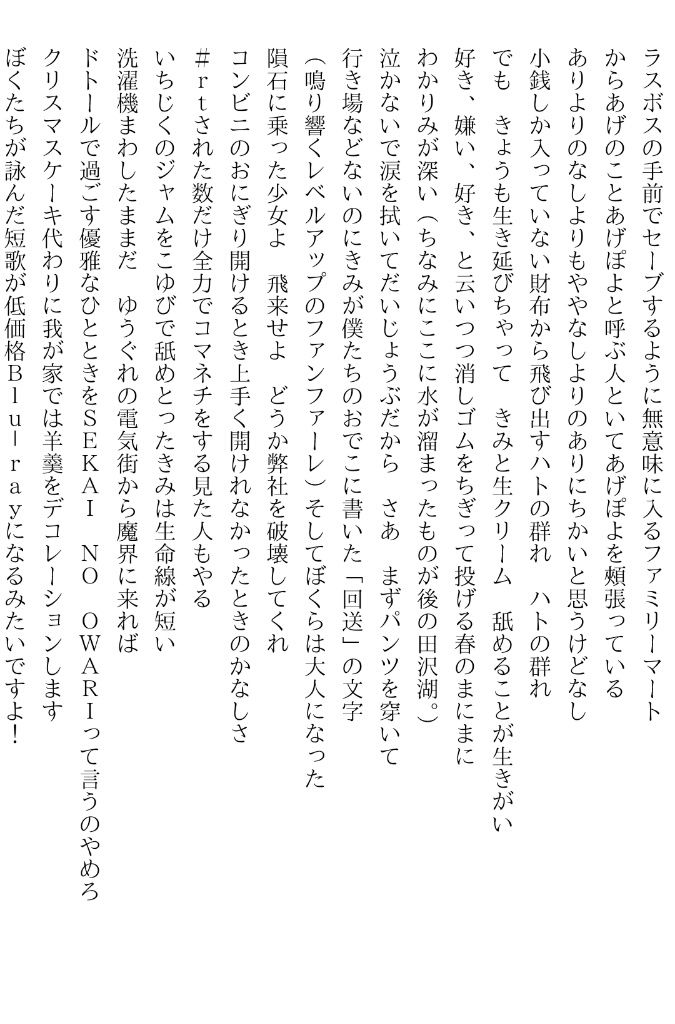 ラスボスの手前でセーブするように無意味に入るファミリーマート
からあげのことあげぽよと呼ぶ人といてあげぽよを頬張っている
ありよりのなしよりもややなしよりのありにちかいと思うけどなし
小銭しか入っていない財布から飛び出すハトの群れ　ハトの群れ
でも　きょうも生き延びちゃって　きみと生クリーム　舐めることが生きがい
好き、嫌い、好き、と云いつつ消しゴムをちぎって投げる春のまにまに
わかりみが深い（ちなみにここに水が溜まったものが後の田沢湖。）
泣かないで涙を拭いてだいじょうぶだから　さあ　まずパンツを穿いて
行き場などないのにきみが僕たちのおでこに書いた「回送」の文字
（鳴り響くレベルアップのファンファーレ）そしてぼくらは大人になった
隕石に乗った少女よ　飛来せよ　どうか弊社を破壊してくれ
コンビニのおにぎり開けるとき上手く開けれなかったときのかなしさ
＃ｒｔされた数だけ全力でコマネチをする見た人もやる
いちじくのジャムをこゆびで舐めとったきみは生命線が短い
洗濯機まわしたままだ　ゆうぐれの電気街から魔界に来れば
ドトールで過ごす優雅なひとときをＳＥＫＡＩ　ＮＯ　ＯＷＡＲＩって言うのやめろ
クリスマスケーキ代わりに我が家では羊羹をデコレーションします
ぼくたちが詠んだ短歌が低価格Ｂｌｕ－ｒａｙになるみたいですよ！